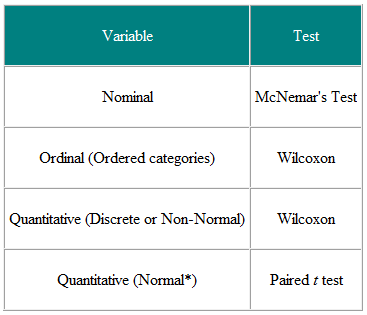 Variable Test
Nominal McNemar's Test
Ordinal (Ordered categories) Wilcoxon
Quantitative (Discrete or Non-Normal) Wilcoxon
Quantitative (Normal*) Paired t test